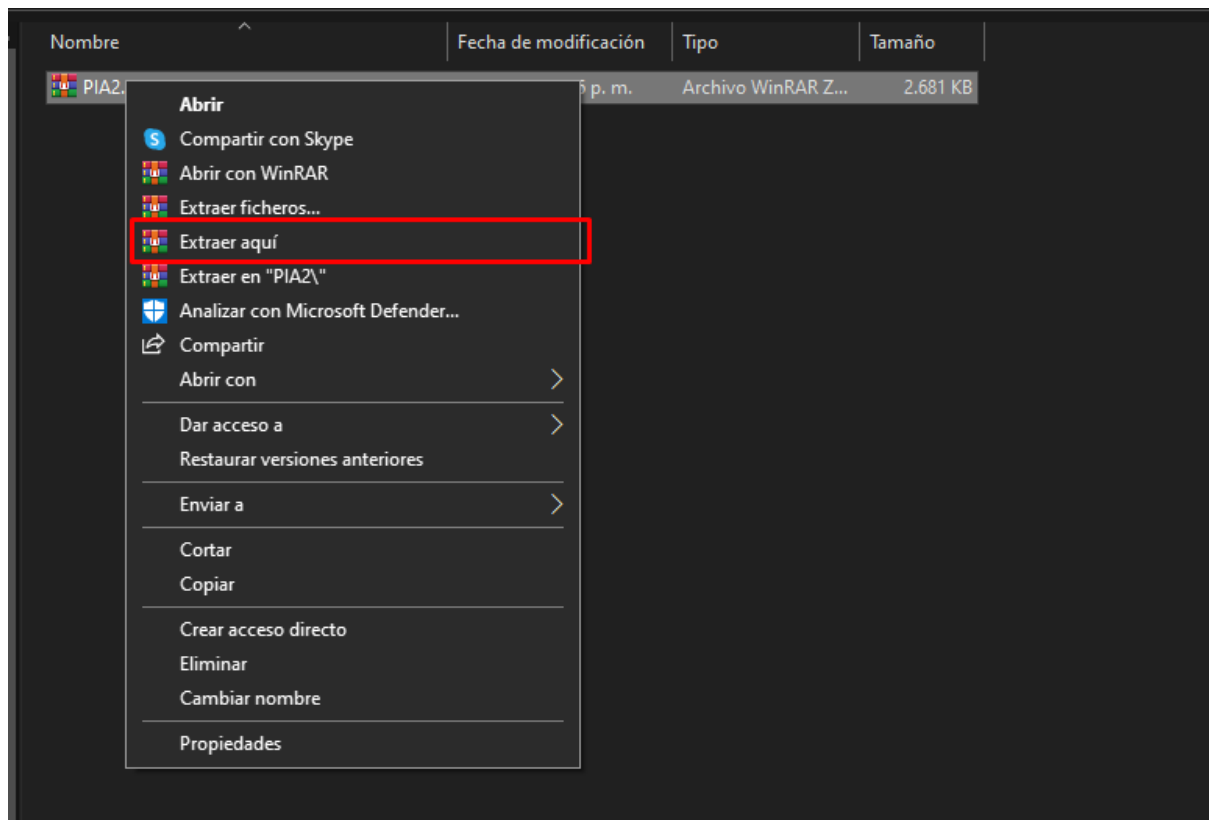 Nombre Fecha de modificación Tipo Tamaño
PIA2. p. m. Archivo WinRAR Z... 2.681 KB
Abrir
Compartir con Skype
Abrir con WinRAR
Extraer ficheros...
Extraer aquí
Extraer en "PIA2\"
Analizar con Microsoft Defender...
Compartir
Abrir con
Dar acceso a
Restaurar versiones anteriores
Enviar a
Cortar
Copiar
Crear acceso directo
Eliminar
Cambiar nombre
Propiedades